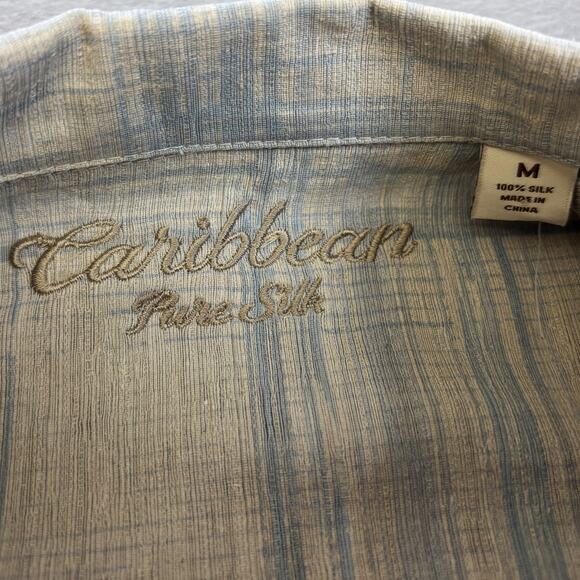 Caribbean
Pure Silk
M
100% SILK
MADE IN
CHINA